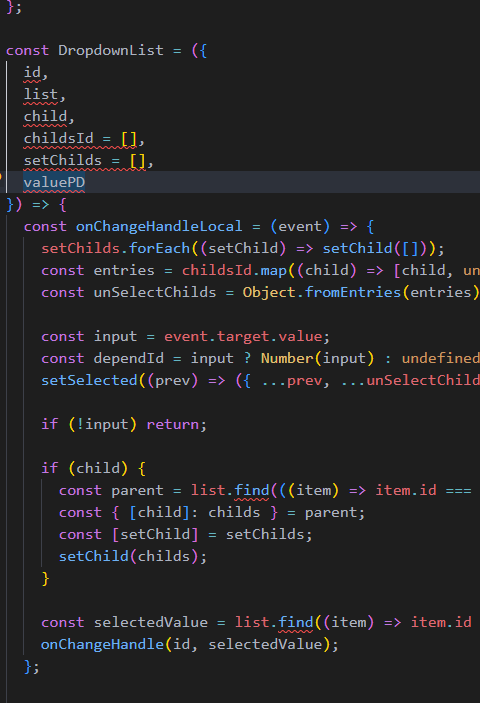 };
const DropdownList = ({
id,
list,
child,
childsId = [],
setChilds = [],
valuePD
}) => {
const onChangeHandleLocal = (event) => {
setChilds.forEach((setChild) => setChild([]));
const entries = childsId.map((child) => [child, un
const unSelectChilds = Object.fromEntries(entries)
const input = event.target.value;
const dependId = input ? Number(input) : undefined
setSelected((prev) => ({ ...prev, ...unSelectChild
if (!input) return;
if (child) {
const parent = list.find(((item) => item.id ===
const { [child]: childs } = parent;
const [setChild] = setChilds;
setChild(childs);
}
const selectedValue = list.find((item) => item.id
onChangeHandle(id, selectedValue);
};